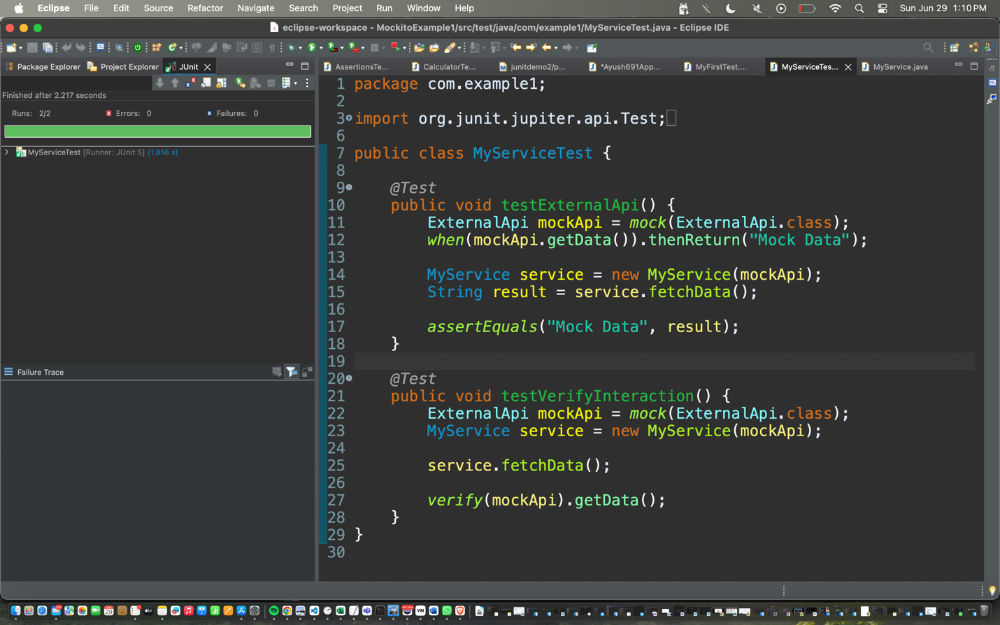 Eclipse File Edit Source Refactor Navigate Search Project Run Window Help Sun Jun 29 1:10 PM
eclipse-workspace - MockitoExample1/src/test/java/com/example1/MyServiceTest.java - Eclipse IDE
Package Explorer Project Explorer JUnit
AssertionsTe... CalculatorTe... junitdemo2/p... *Ayush691App... MyFirstTest.... MyServiceTes... MyService.java
Finished after 2.217 seconds
Runs: 2/2 Errors: 0 Failures: 0
MyServiceTest [Runner: JUnit 5] (1.816 s)
Failure Trace
1 package com.example1;
2
3 import org.junit.jupiter.api.Test;
6
7 public class MyServiceTest {
8
9 @Test
10 public void testExternalApi() {
11 ExternalApi mockApi = mock(ExternalApi.class);
12 when(mockApi.getData()).thenReturn("Mock Data");
13
14 MyService service = new MyService(mockApi);
15 String result = service.fetchData();
16
17 assertEquals("Mock Data", result);
18 }
19
20 @Test
21 public void testVerifyInteraction() {
22 ExternalApi mockApi = mock(ExternalApi.class);
23 MyService service = new MyService(mockApi);
24
25 service.fetchData();
26
27 verify(mockApi).getData();
28 }
29 }
30